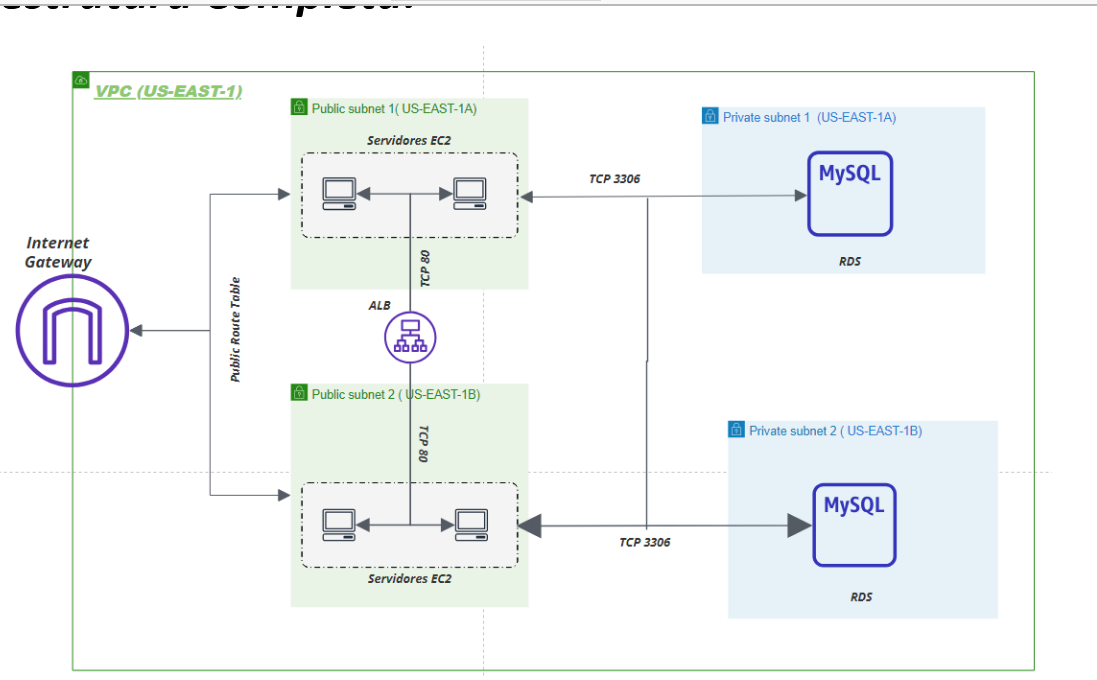 estrutura completa.
VPC (US-EAST-1)
Public subnet 1( US-EAST-1A)
Servidores EC2
Private subnet 1  (US-EAST-1A)
MySQL
RDS
TCP 3306
Internet
Gateway
Public Route Table
TCP 80
ALB
Public subnet 2 ( US-EAST-1B)
TCP 80
Servidores EC2
TCP 3306
Private subnet 2 ( US-EAST-1B)
MySQL
RDS